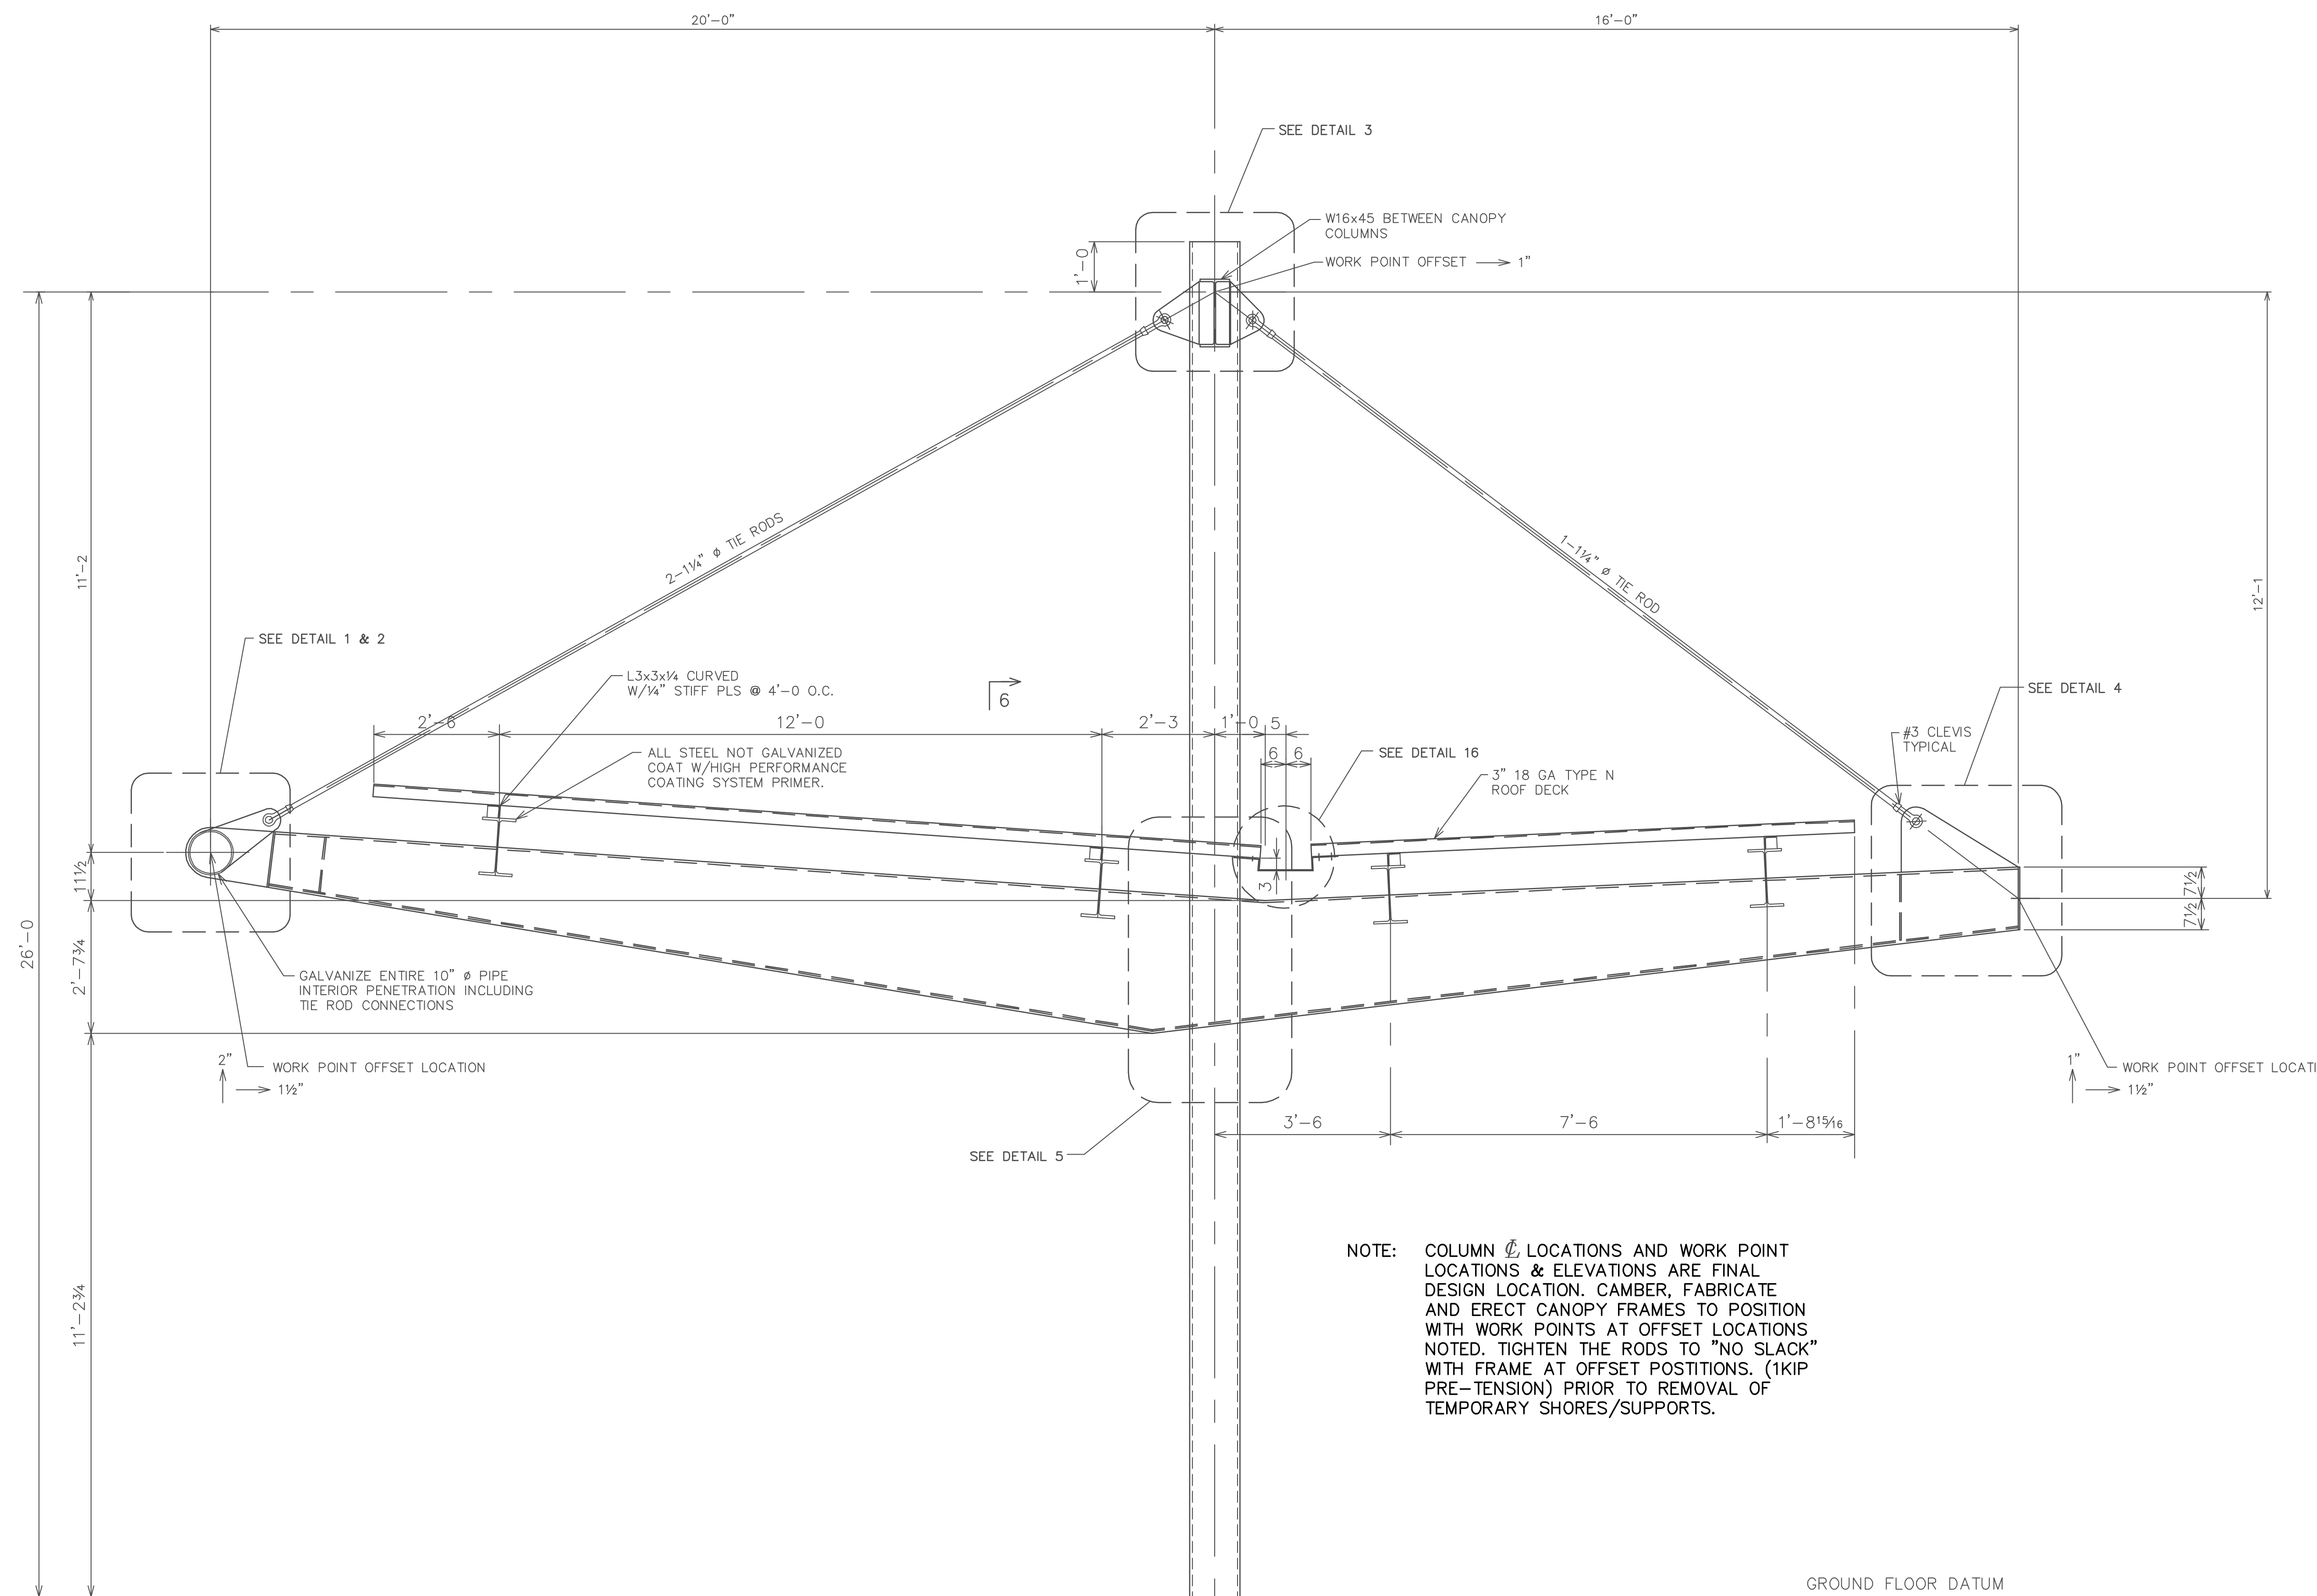 20'-0"
16'-0"
SEE DETAIL 3
W16x45 BETWEEN CANOPY
COLUMNS
1'-0
WORK POINT OFFSET 1"
2-1¼" ø TIE RODS
1-1¼" ø TIE ROD
11'-2
12'-1
SEE DETAIL 1 & 2
L3x3x¼ CURVED
W/¼" STIFF PLS @ 4'-0 O.C.
6
SEE DETAIL 4
2'-6
12'-0
2'-3
1'-0
5
#3 CLEVIS
TYPICAL
ALL STEEL NOT GALVANIZED
COAT W/HIGH PERFORMANCE
COATING SYSTEM PRIMER.
6
6
SEE DETAIL 16
3" 18 GA TYPE N
ROOF DECK
3
11½
7½
7½
26'-0
2'-7¾
GALVANIZE ENTIRE 10" ø PIPE
INTERIOR PENETRATION INCLUDING
TIE ROD CONNECTIONS
2"
WORK POINT OFFSET LOCATION
1½"
1"
WORK POINT OFFSET LOCATI
1½"
3'-6
7'-6
1'-8¹⁵⁄₁₆
SEE DETAIL 5
11'-2¾
NOTE: COLUMN ℄ LOCATIONS AND WORK POINT
LOCATIONS & ELEVATIONS ARE FINAL
DESIGN LOCATION. CAMBER, FABRICATE
AND ERECT CANOPY FRAMES TO POSITION
WITH WORK POINTS AT OFFSET LOCATIONS
NOTED. TIGHTEN THE RODS TO "NO SLACK"
WITH FRAME AT OFFSET POSTITIONS. (1KIP
PRE-TENSION) PRIOR TO REMOVAL OF
TEMPORARY SHORES/SUPPORTS.
GROUND FLOOR DATUM